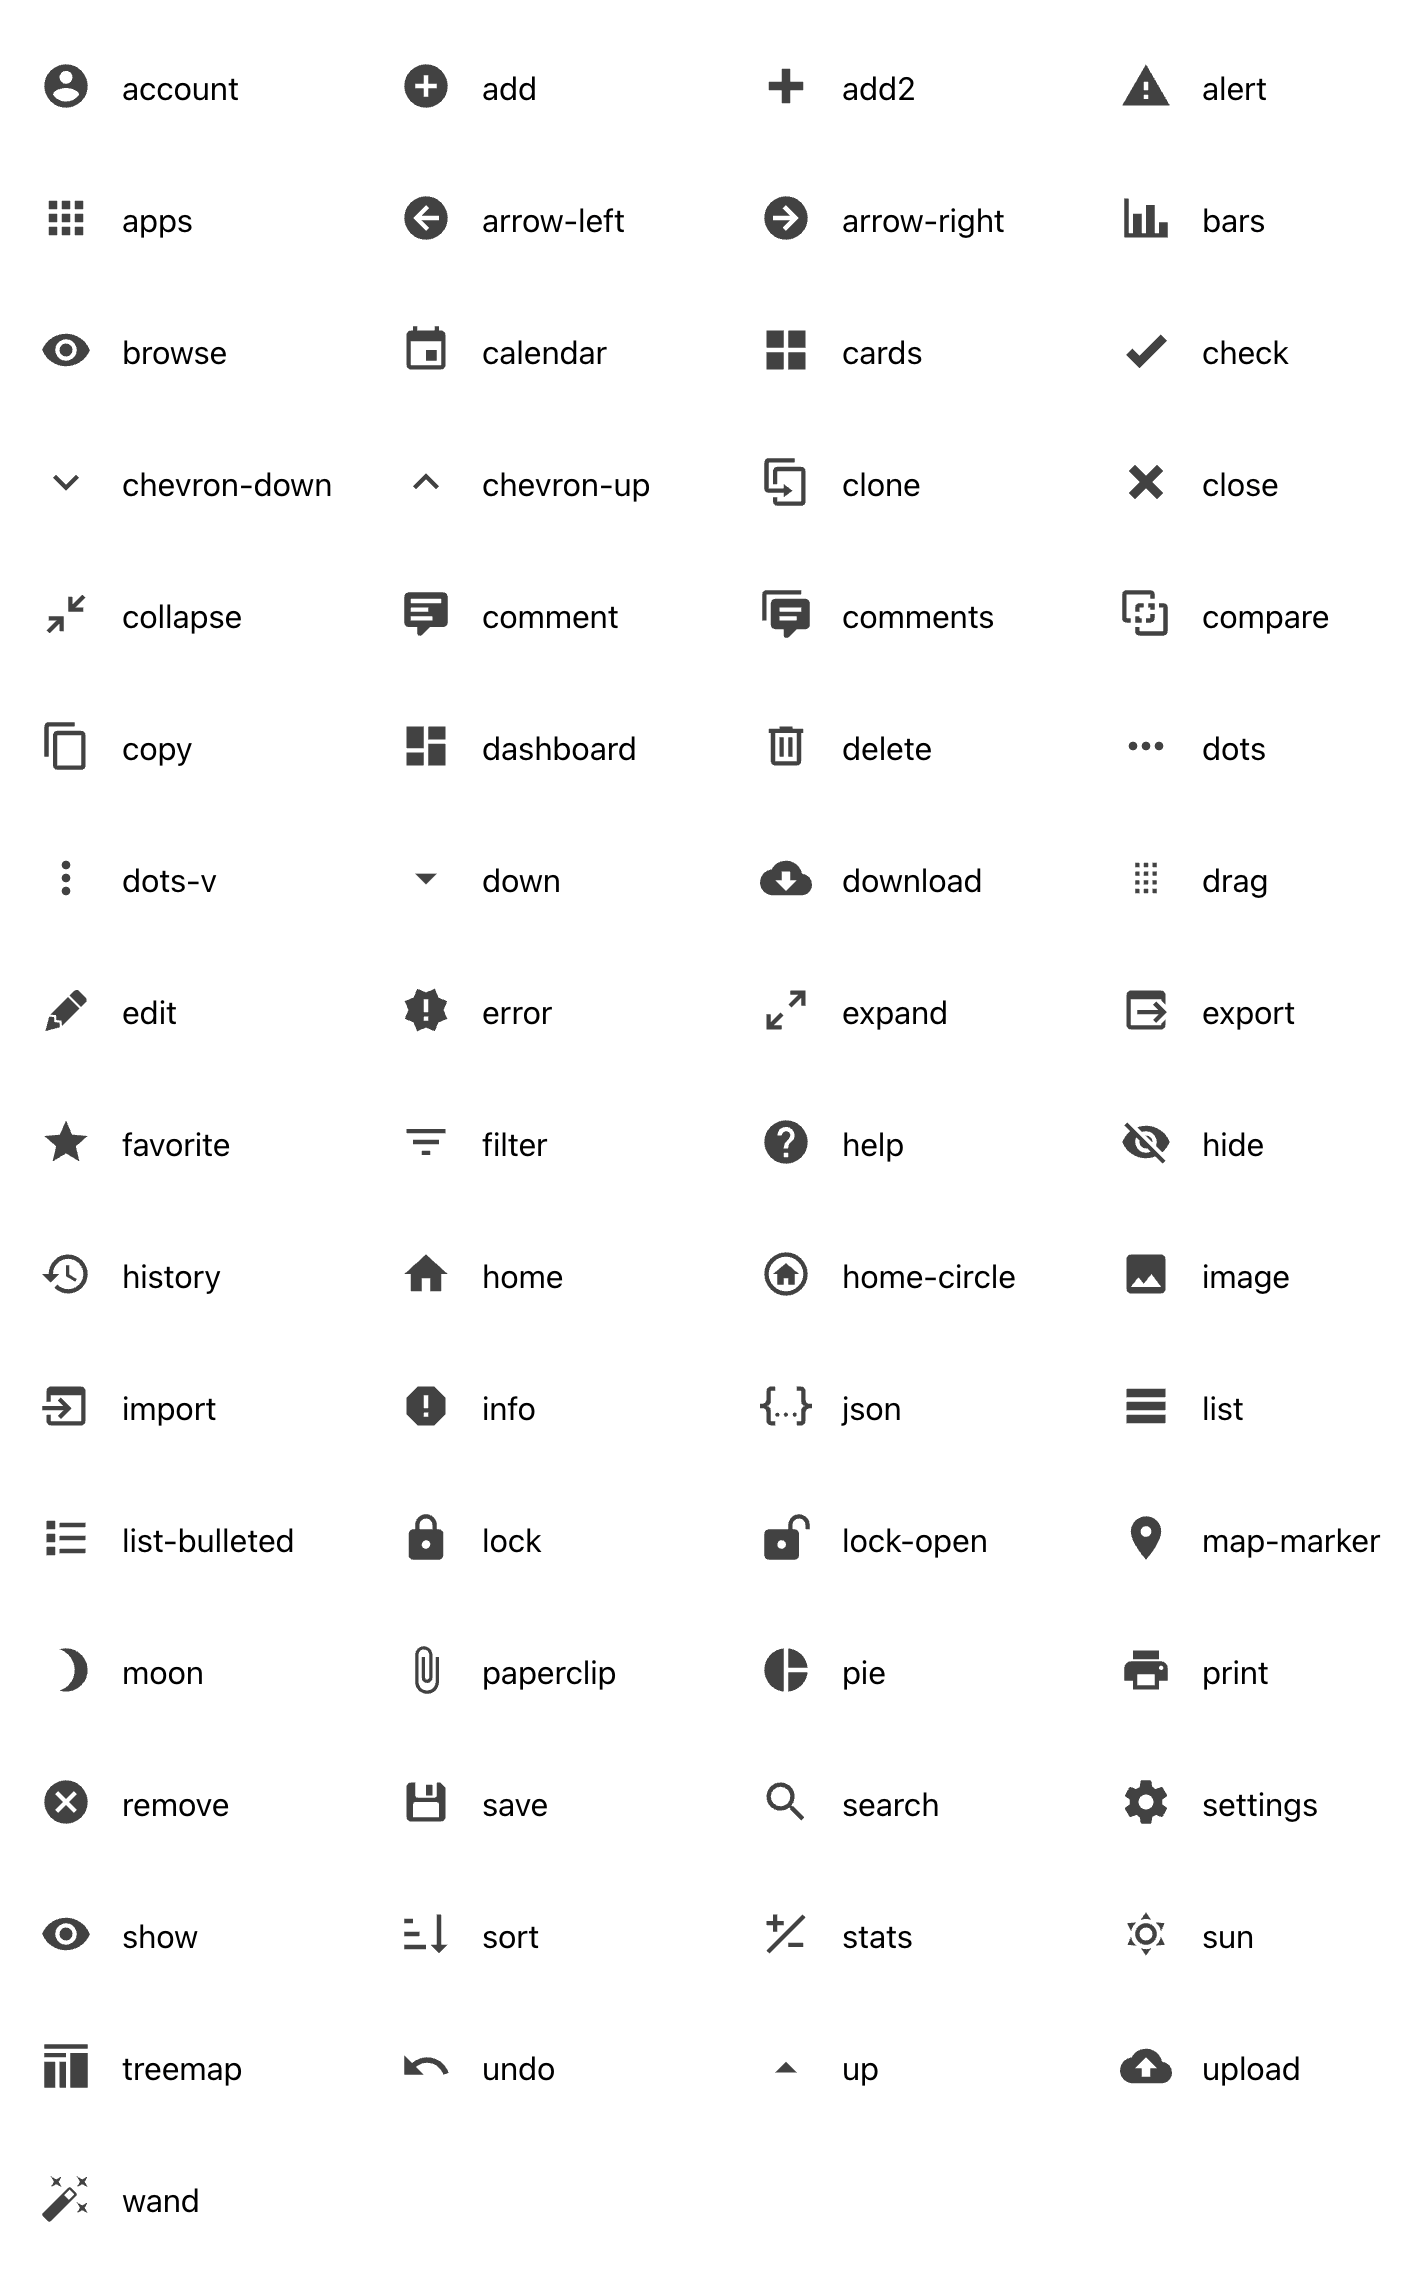 account
add
add2
alert
apps
arrow-left
arrow-right
bars
browse
calendar
cards
check
chevron-down
chevron-up
clone
close
collapse
comment
comments
compare
copy
dashboard
delete
dots
dots-v
down
download
drag
edit
error
expand
export
favorite
filter
help
hide
history
home
home-circle
image
import
info
json
list
list-bulleted
lock
lock-open
map-marker
moon
paperclip
pie
print
remove
save
search
settings
show
sort
stats
sun
treemap
undo
up
upload
wand